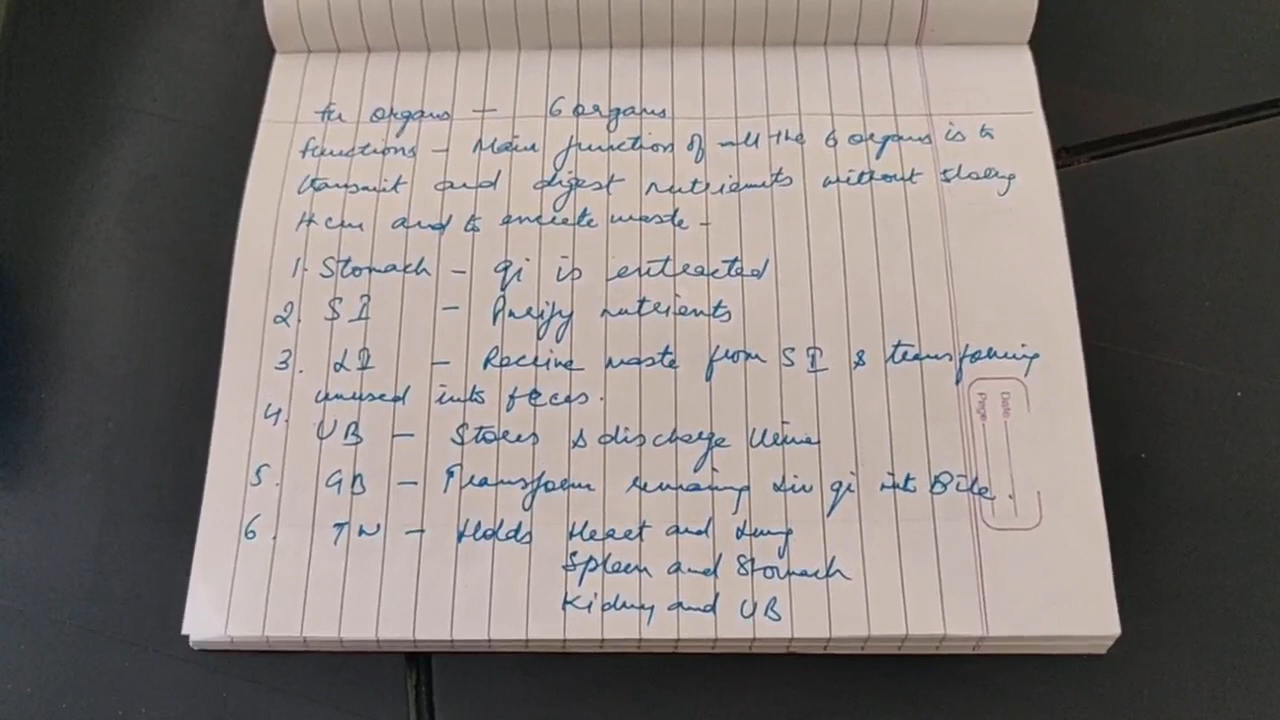 Fu organs - 6 organs
functions - Main function of all the 6 organs is to
transmit and digest nutrients without storing
them and to excrete waste -
1. Stomach - qi is extracted
2. SI - Purify nutrients
3. LI - Receive waste from SI & transforming
unused into feces.
4. UB - Stores & discharge Urine
5. GB - Transform remaining Liv qi into Bile.
6. TW - Holds Heart and Lung
Spleen and Stomach
Kidney and UB
Date
Page